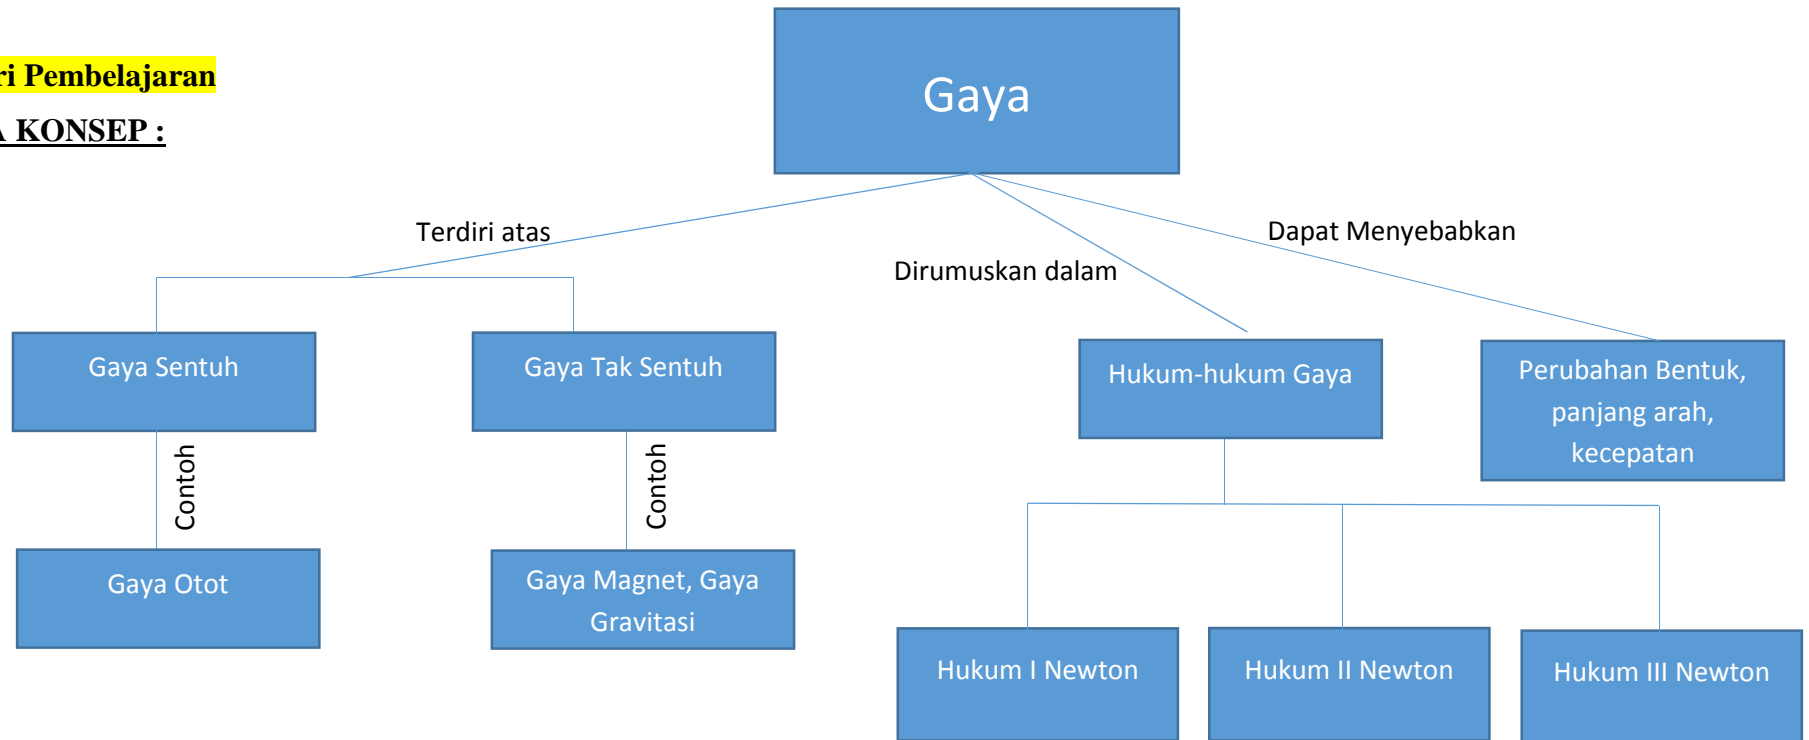 Gaya
ri Pembelajaran
A KONSEP :
Terdiri atas
Dirumuskan dalam
Dapat Menyebabkan
Gaya Sentuh
Gaya Tak Sentuh
Hukum-hukum Gaya
Perubahan Bentuk,
panjang arah,
kecepatan
Contoh
Contoh
Gaya Otot
Gaya Magnet, Gaya
Gravitasi
Hukum I Newton
Hukum II Newton
Hukum III Newton